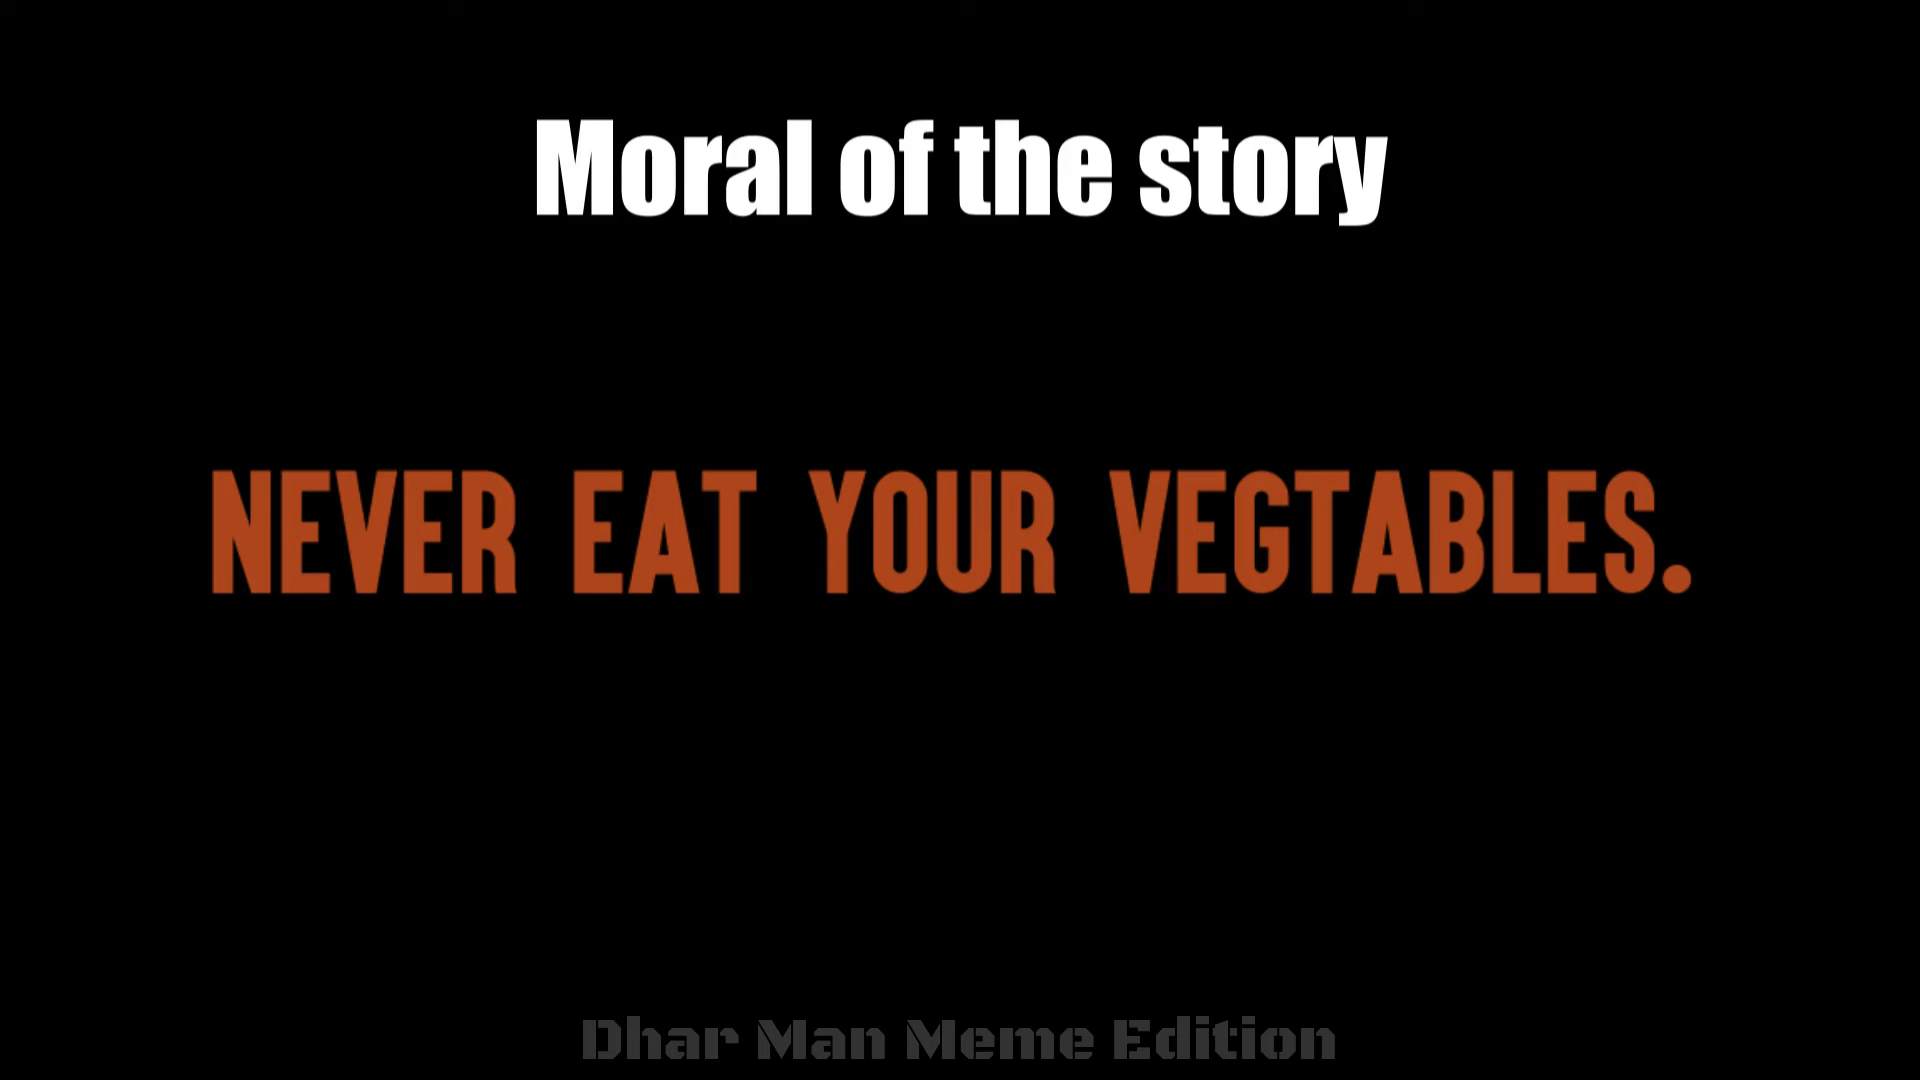 Moral of the story
NEVER EAT YOUR VEGTABLES.
Dhar Man Meme Edition